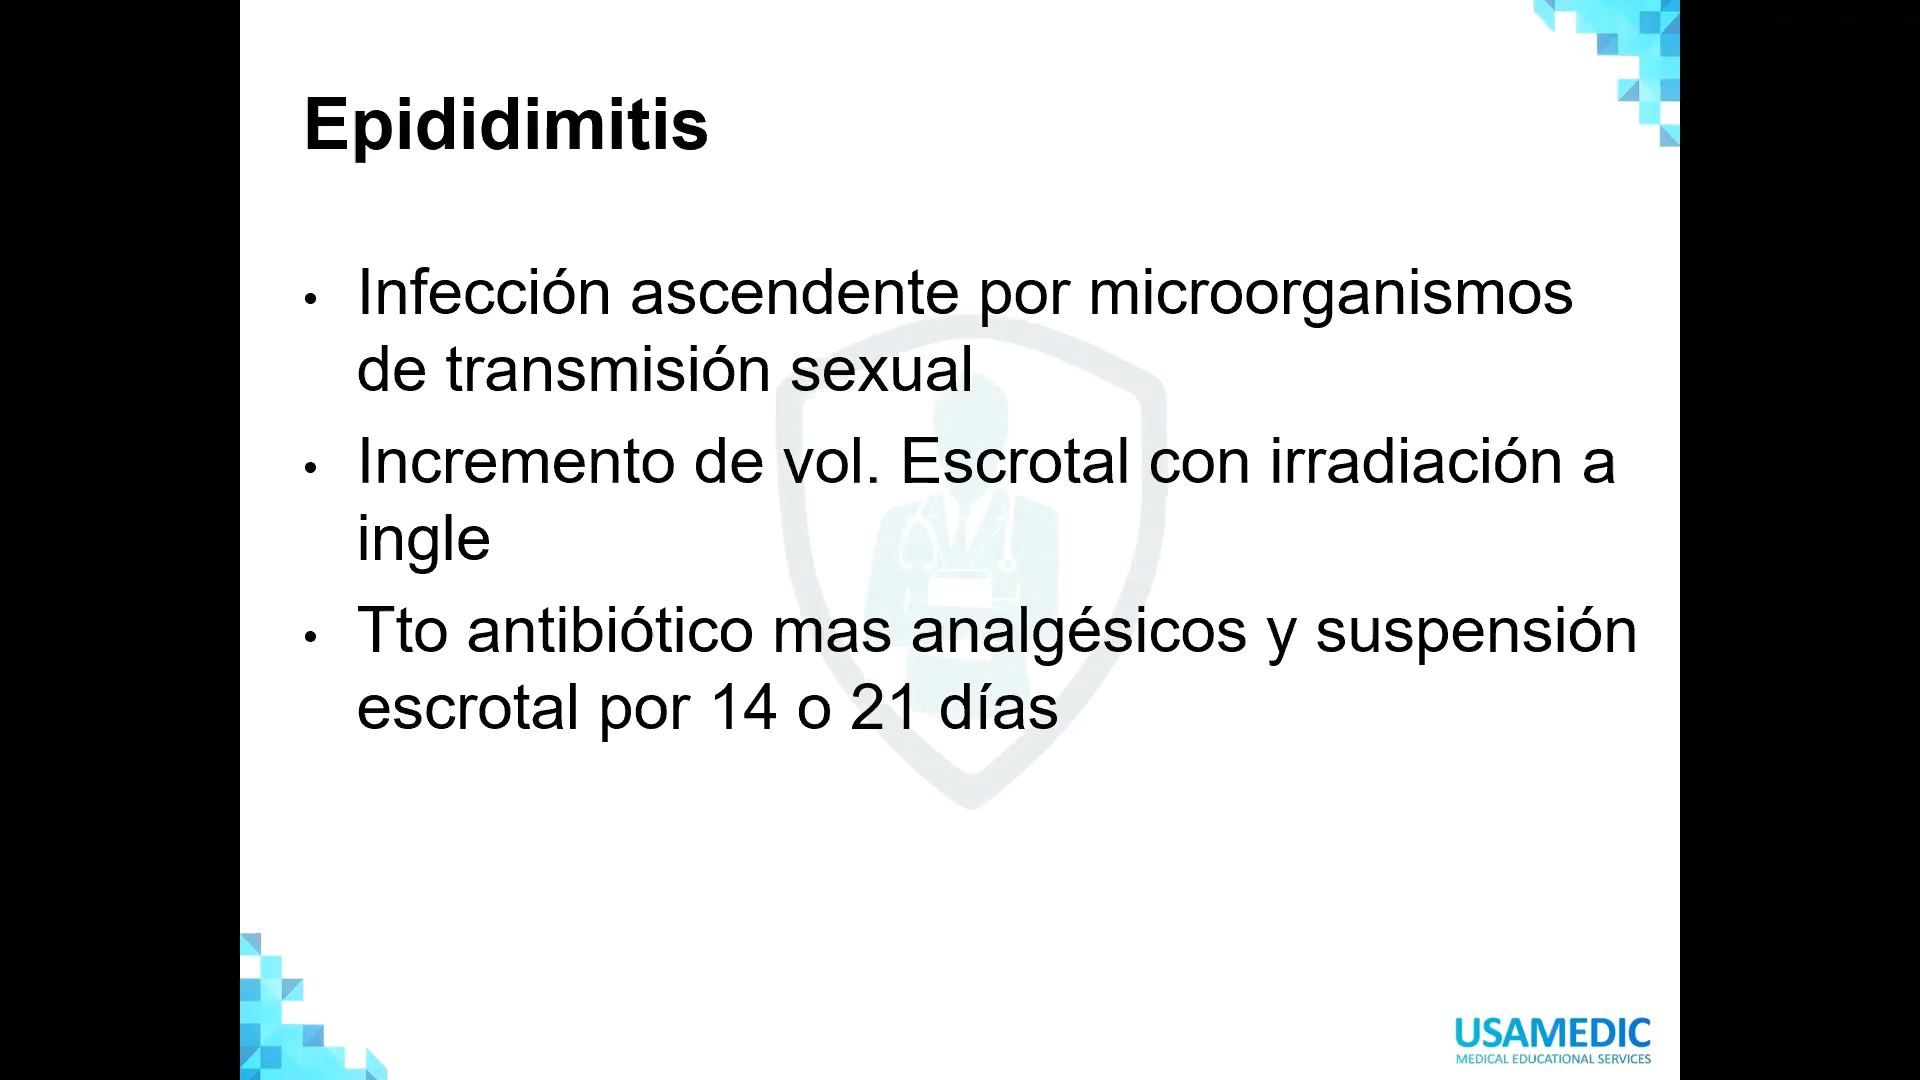 Epididimitis
• Infección ascendente por microorganismos
de transmisión sexual
• Incremento de vol. Escrotal con irradiación a
ingle
• Tto antibiótico mas analgésicos y suspensión
escrotal por 14 o 21 días
USAMEDIC
MEDICAL EDUCATIONAL SERVICES